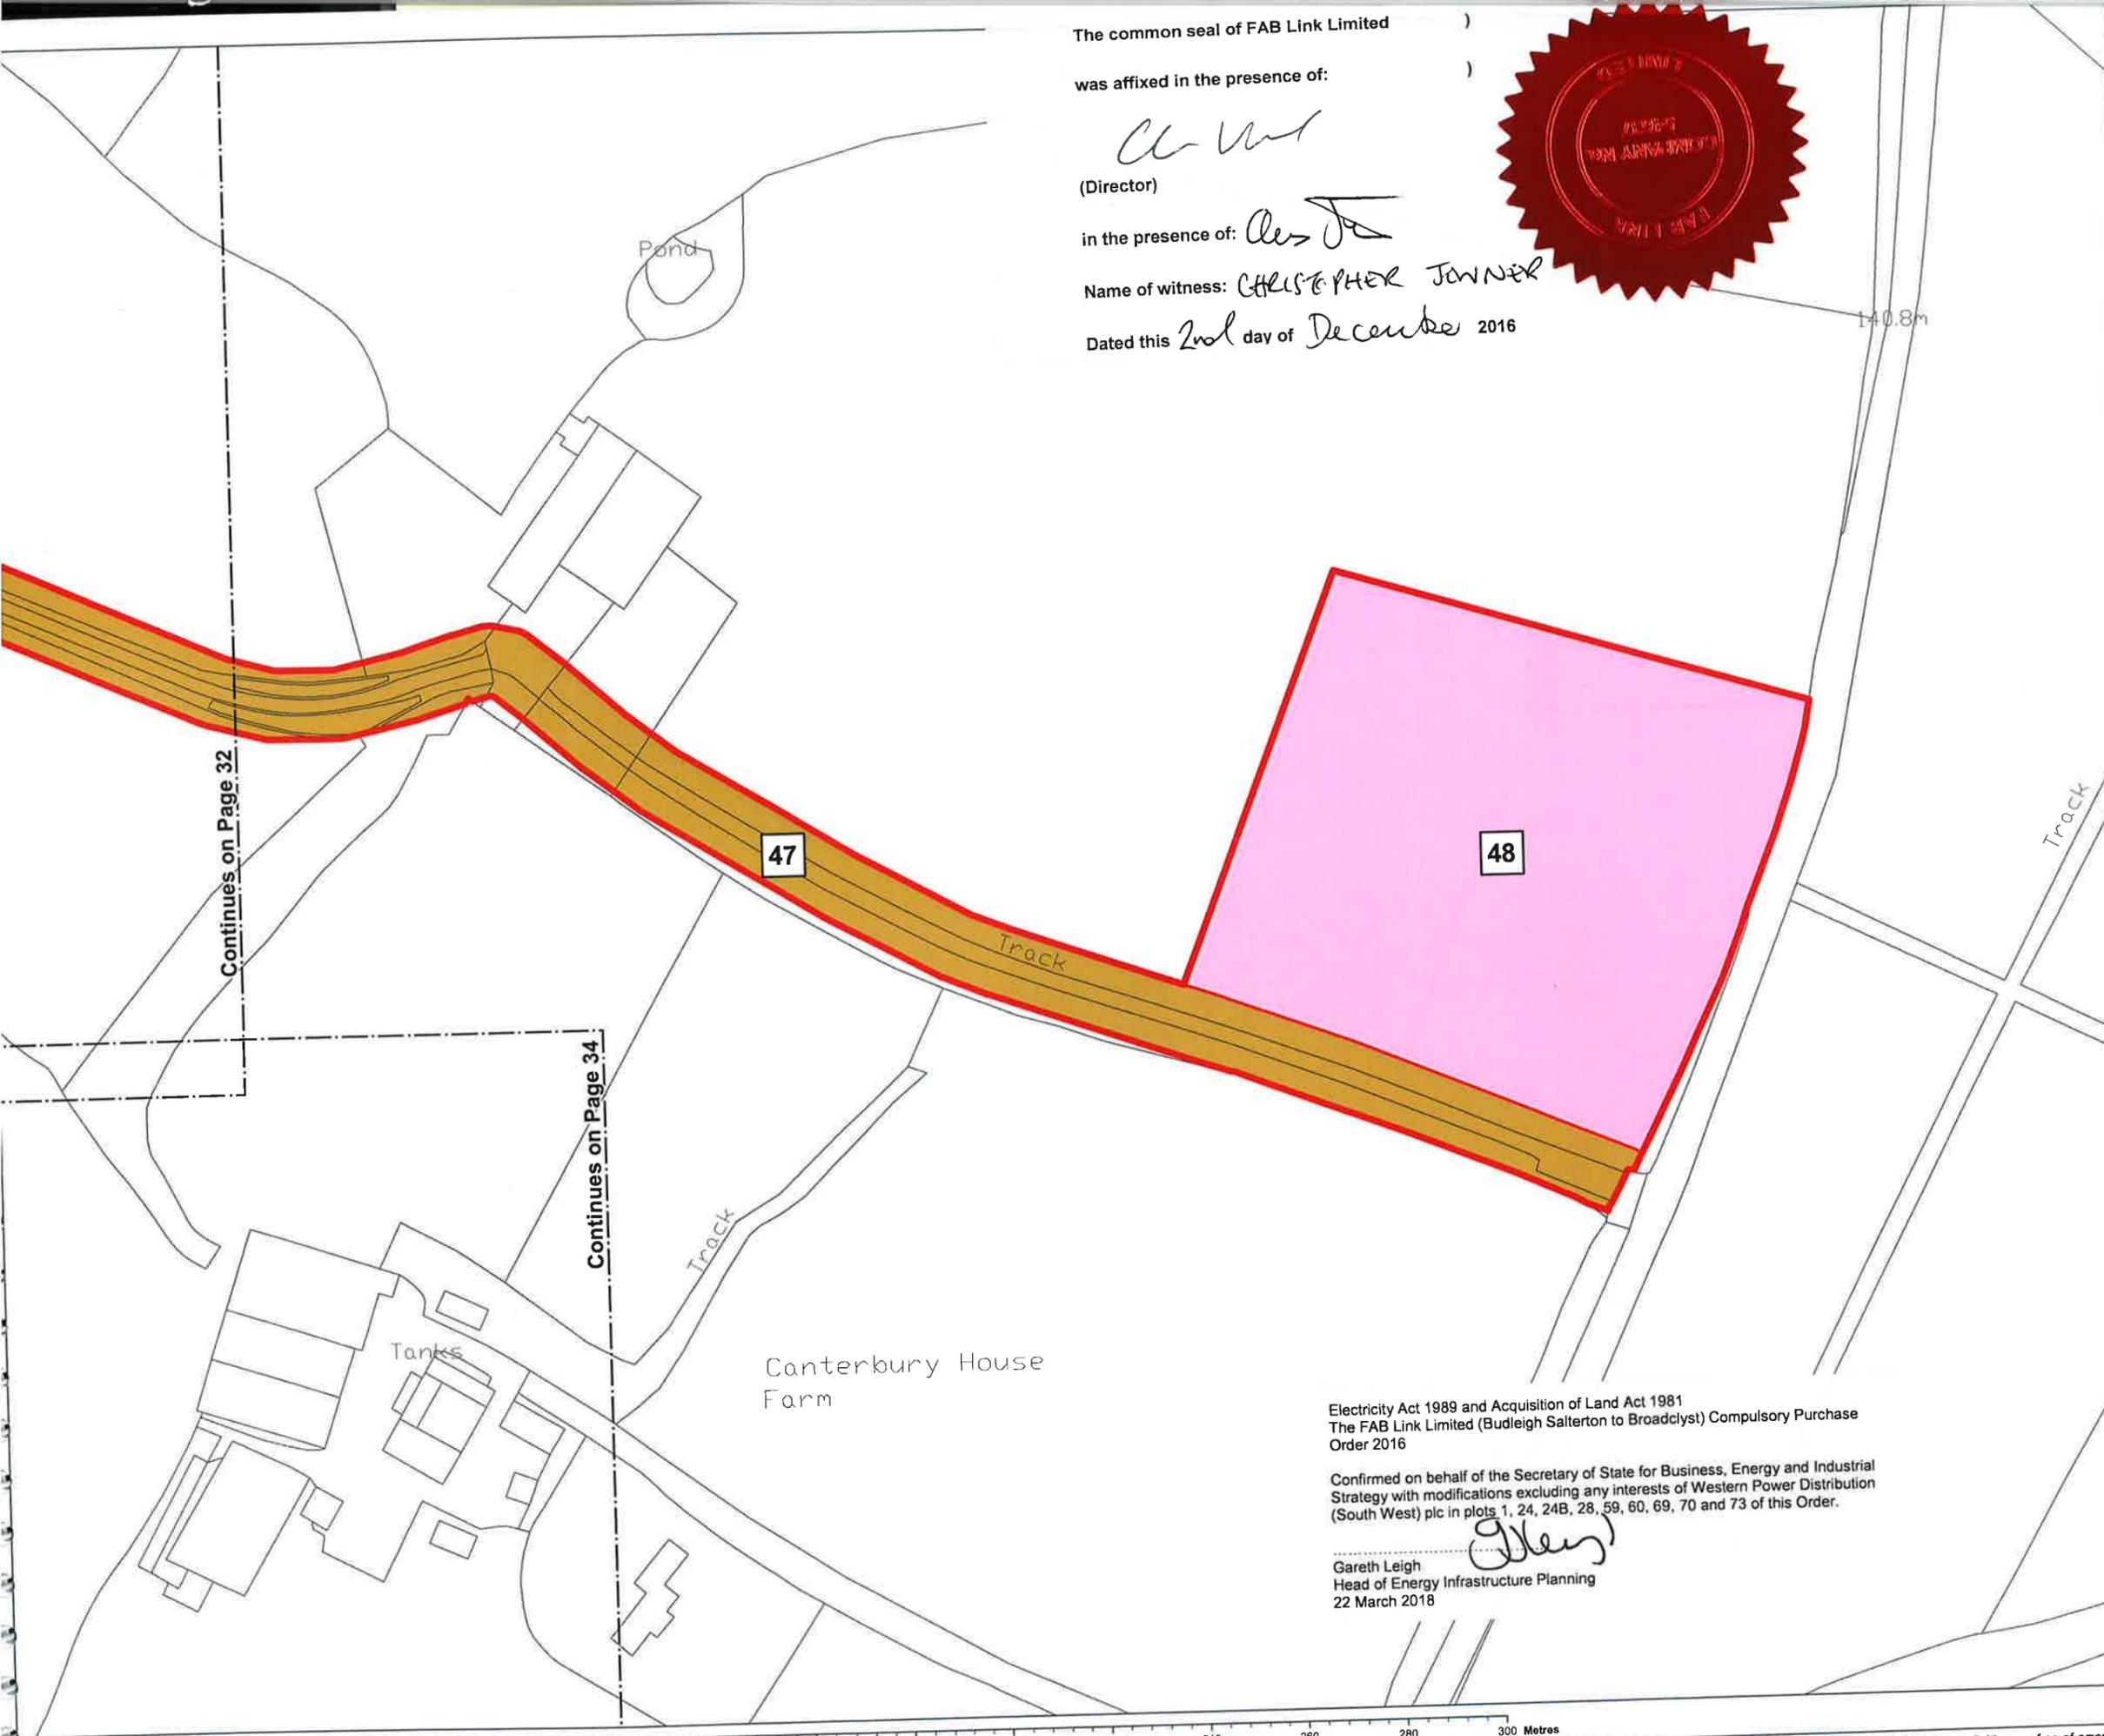 The common seal of FAB Link Limited )
was affixed in the presence of: )
(Director)
in the presence of:
Name of witness: CHRISTOPHER JOWNER
Dated this 2nd day of December 2016
LIMITED
COMPANY No.
FAB LINK
140.8m
Pond
Continues on Page 32
47
48
Track
Track
Continues on Page 34
Track
Tanks
Canterbury House
Farm
Electricity Act 1989 and Acquisition of Land Act 1981
The FAB Link Limited (Budleigh Salterton to Broadclyst) Compulsory Purchase
Order 2016
Confirmed on behalf of the Secretary of State for Business, Energy and Industrial
Strategy with modifications excluding any interests of Western Power Distribution
(South West) plc in plots 1, 24, 24B, 28, 59, 60, 69, 70 and 73 of this Order.
Gareth Leigh
Head of Energy Infrastructure Planning
22 March 2018
280 300 Metres